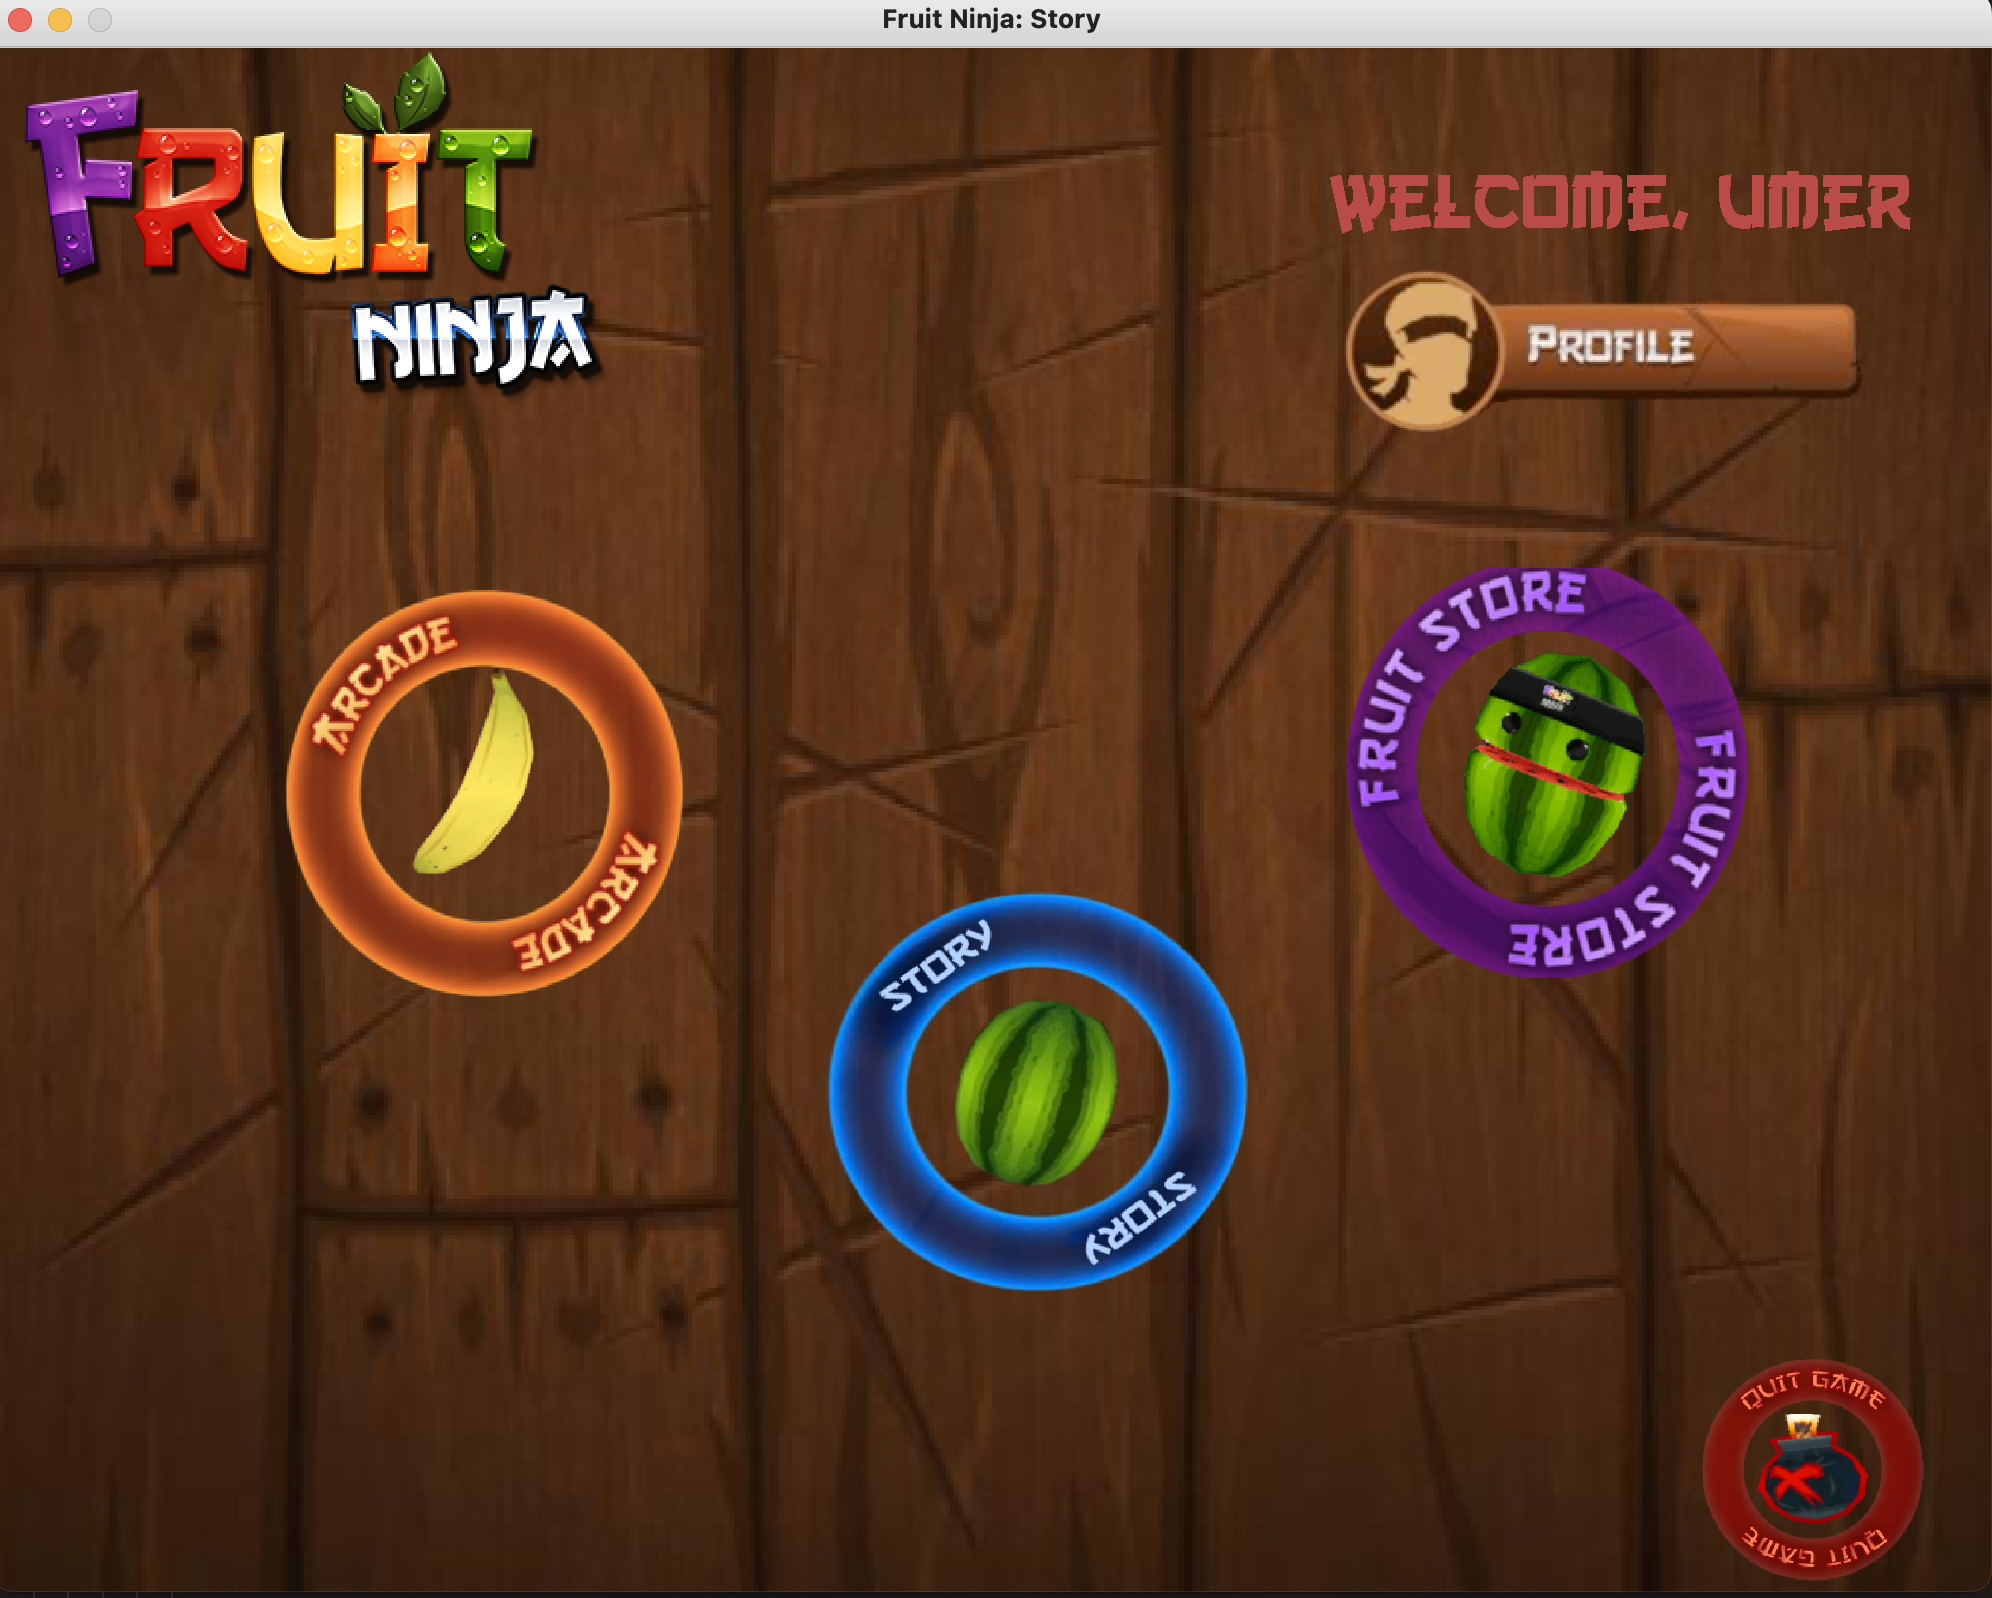 Fruit Ninja: Story
FRUIT
NINJA
WELCOME, UMER
PROFILE
ARCADE
ARCADE
FRUIT STORE
FRUIT STORE
STORY
STORY
QUIT GAME
QUIT GAME